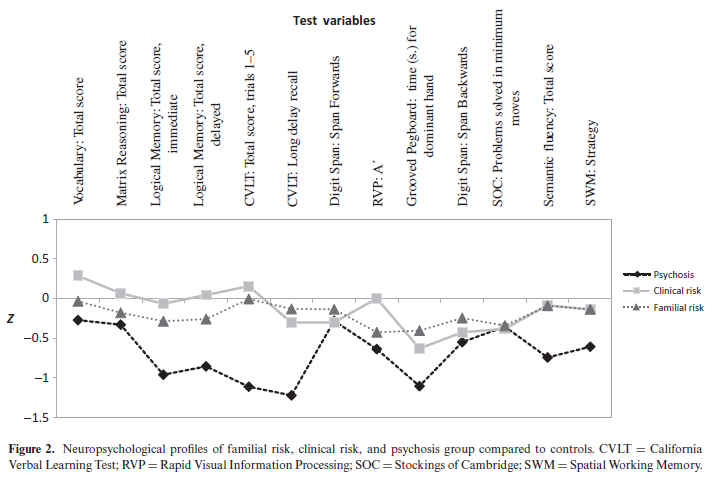 Test variables
Vocabulary: Total score
Matrix Reasoning: Total score
Logical Memory: Total score,
immediate
Logical Memory: Total score,
delayed
CVLT: Total score, trials 1–5
CVLT: Long delay recall
Digit Span: Span Forwards
RVP: A´
Grooved Pegboard: time (s.) for
dominant hand
Digit Span: Span Backwards
SOC: Problems solved in minimum
moves
Semantic fluency: Total score
SWM: Strategy
1
0.5
0
−0.5
−1
−1.5
Z
Psychosis
Clinical risk
Familial risk
Figure 2. Neuropsychological profiles of familial risk, clinical risk, and psychosis group compared to controls. CVLT = California
Verbal Learning Test; RVP = Rapid Visual Information Processing; SOC = Stockings of Cambridge; SWM = Spatial Working Memory.